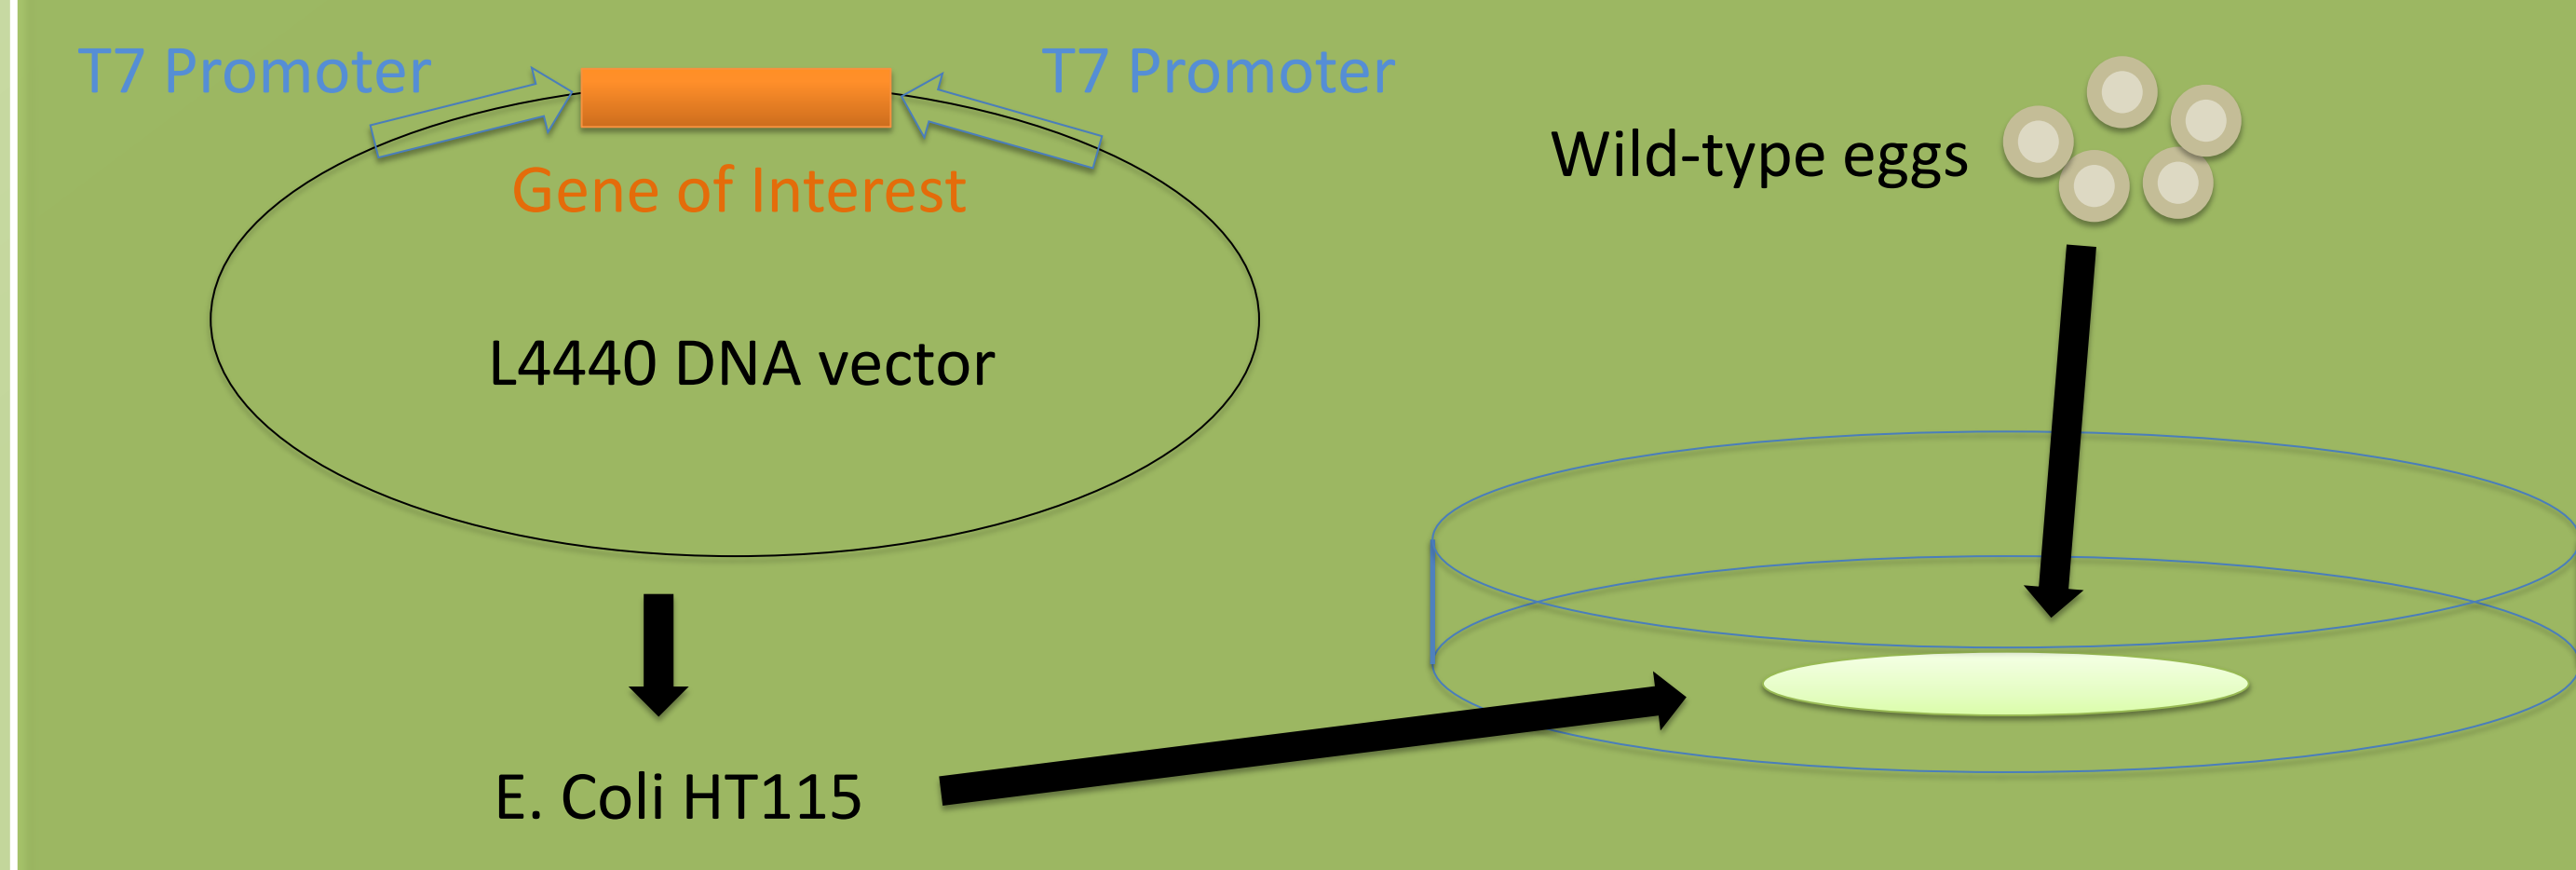 T7 Promoter
T7 Promoter
Gene of Interest
L4440 DNA vector
E. Coli HT115
Wild-type eggs